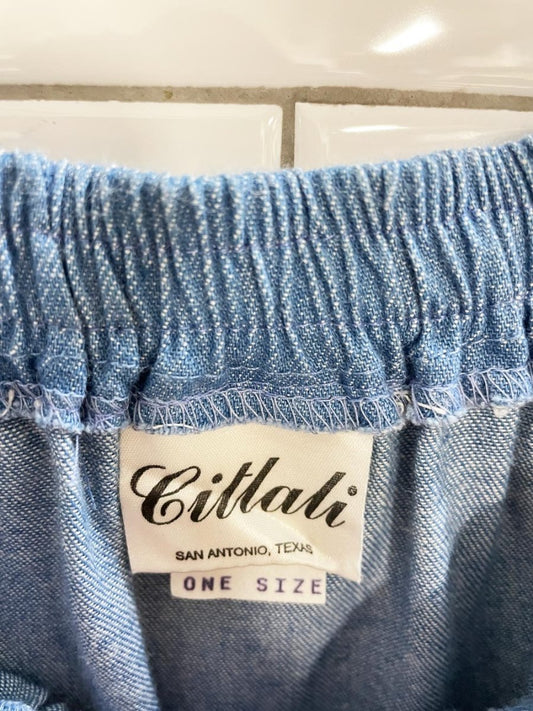 Citlali
SAN ANTONIO, TEXAS
ONE SIZE